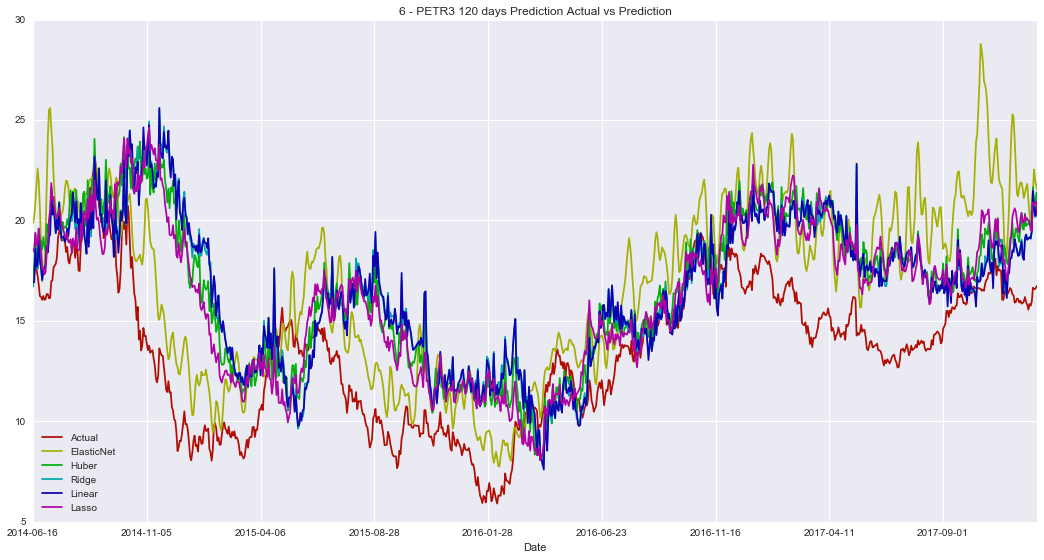 6 - PETR3 120 days Prediction Actual vs Prediction
30
25
20
15
10
5
Actual
ElasticNet
Huber
Ridge
Linear
Lasso
2014-06-16 2014-11-05 2015-04-06 2015-08-28 2016-01-28 2016-06-23 2016-11-16 2017-04-11 2017-09-01
Date